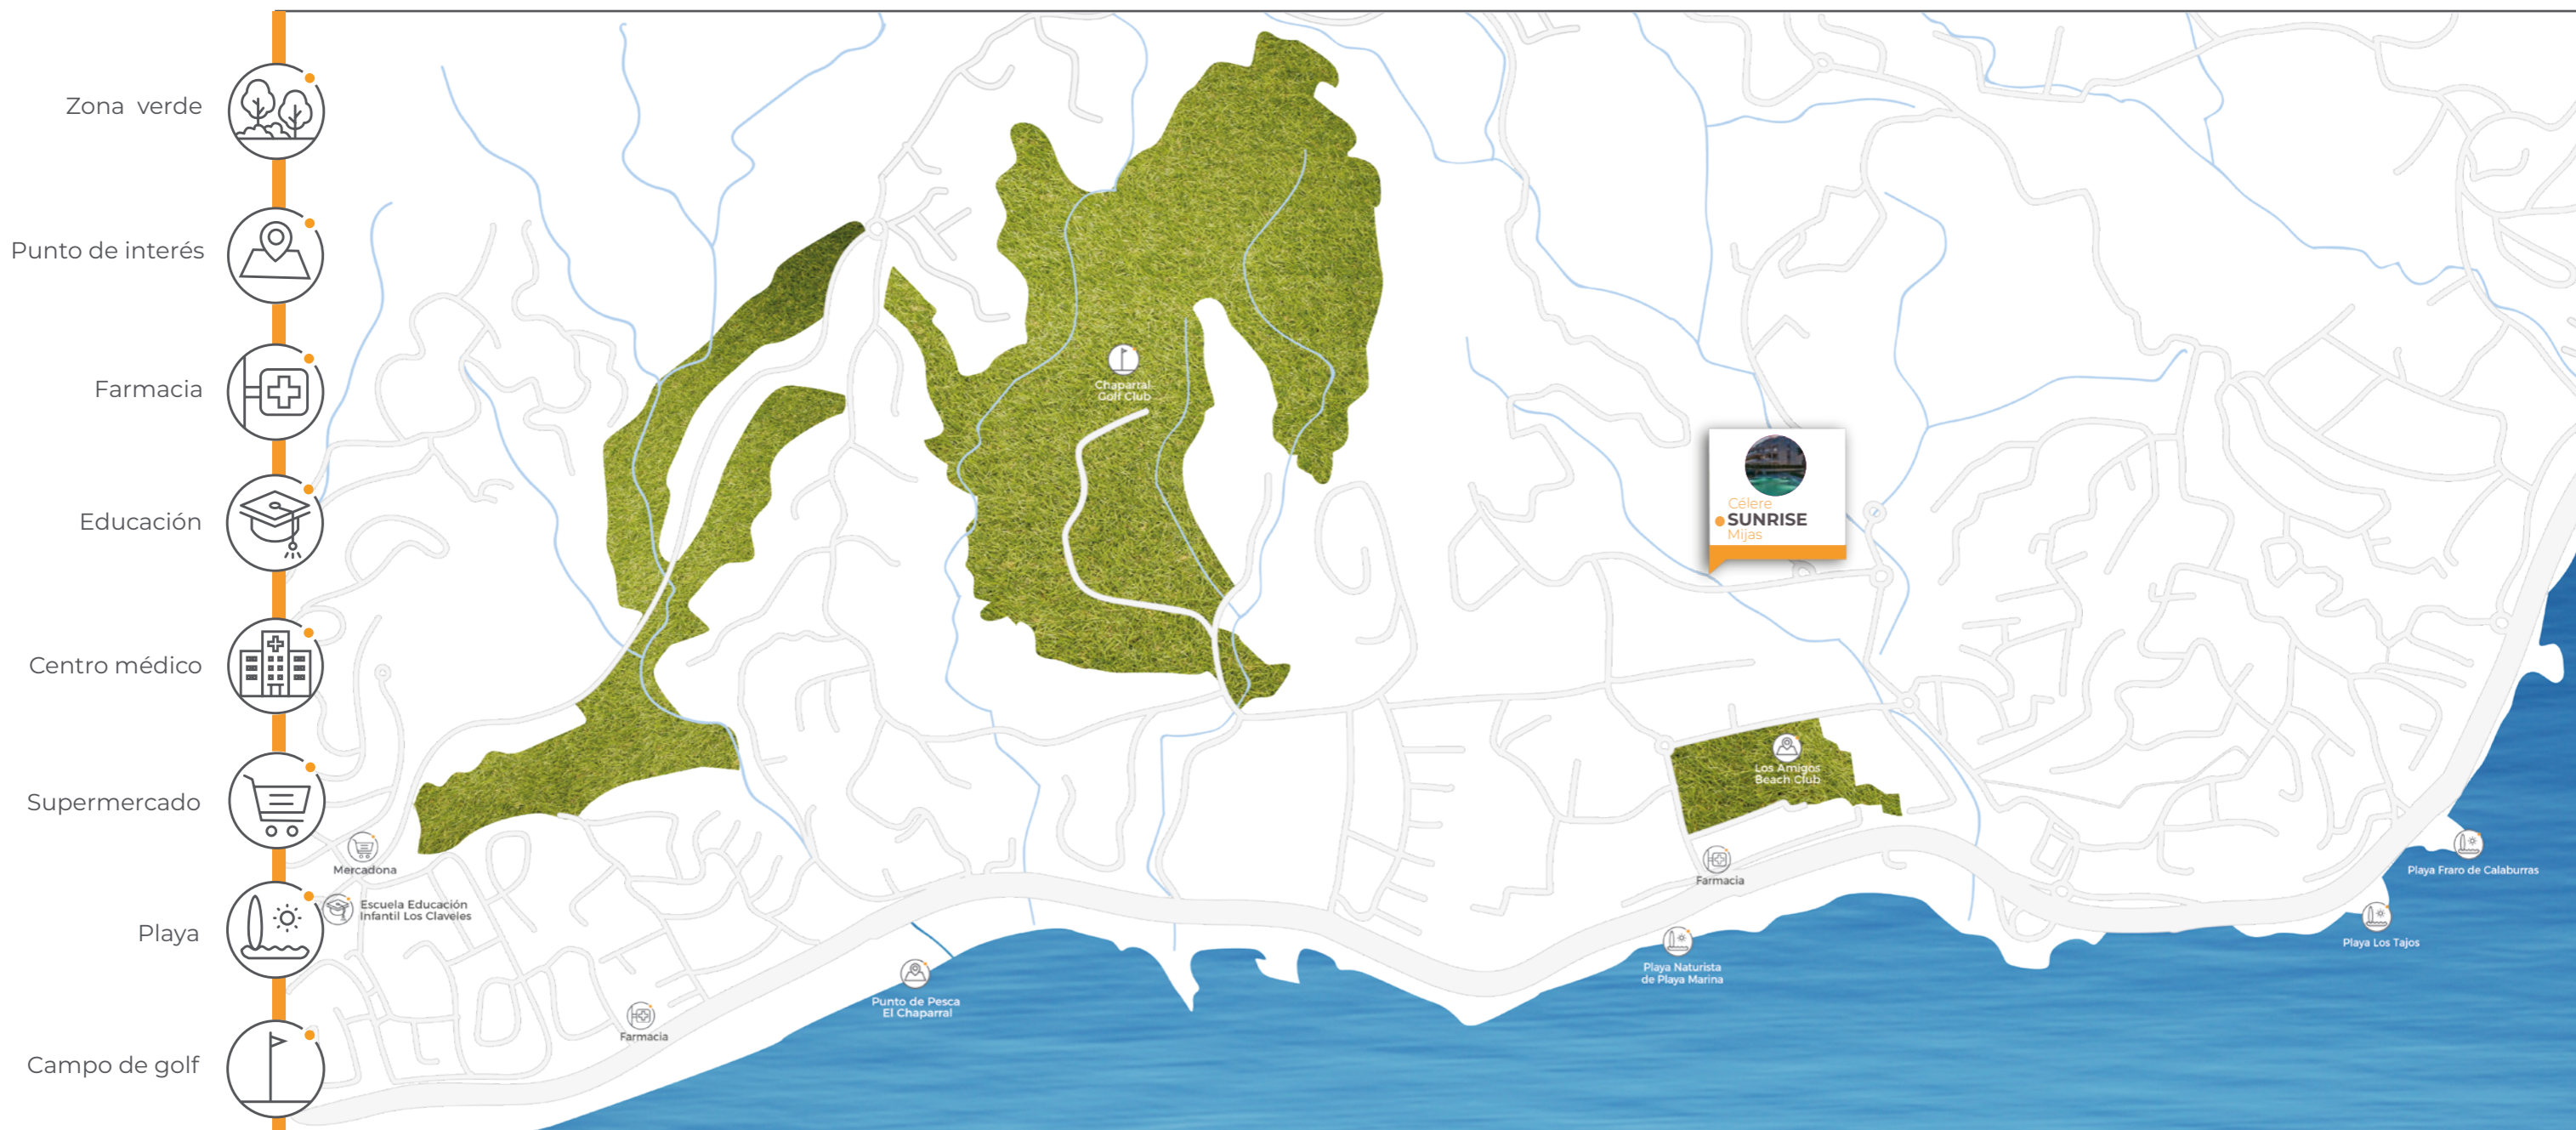 Zona verde
Punto de interés
Farmacia
Educación
Centro médico
Supermercado
Playa
Campo de golf
Chaparral
Golf Club
Célere
SUNRISE
Mijas
Los Amigos
Beach Club
Mercadona
Escuela Educación
Infantil Los Claveles
Farmacia
Playa Fraro de Calaburras
Playa Los Tajos
Playa Naturista
de Playa Marina
Punto de Pesca
El Chaparral
Farmacia